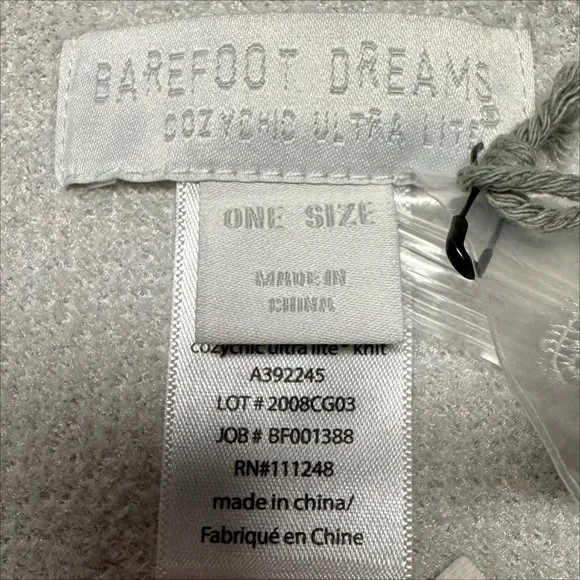 BAREFOOT DREAMS®
COZYCHIC ULTRA LITE®
ONE SIZE
MADE IN
CHINA
cozychic ultra lite® knit
A392245
LOT # 2008CG03
JOB # BF001388
RN#111248
made in china/
Fabriqué en Chine